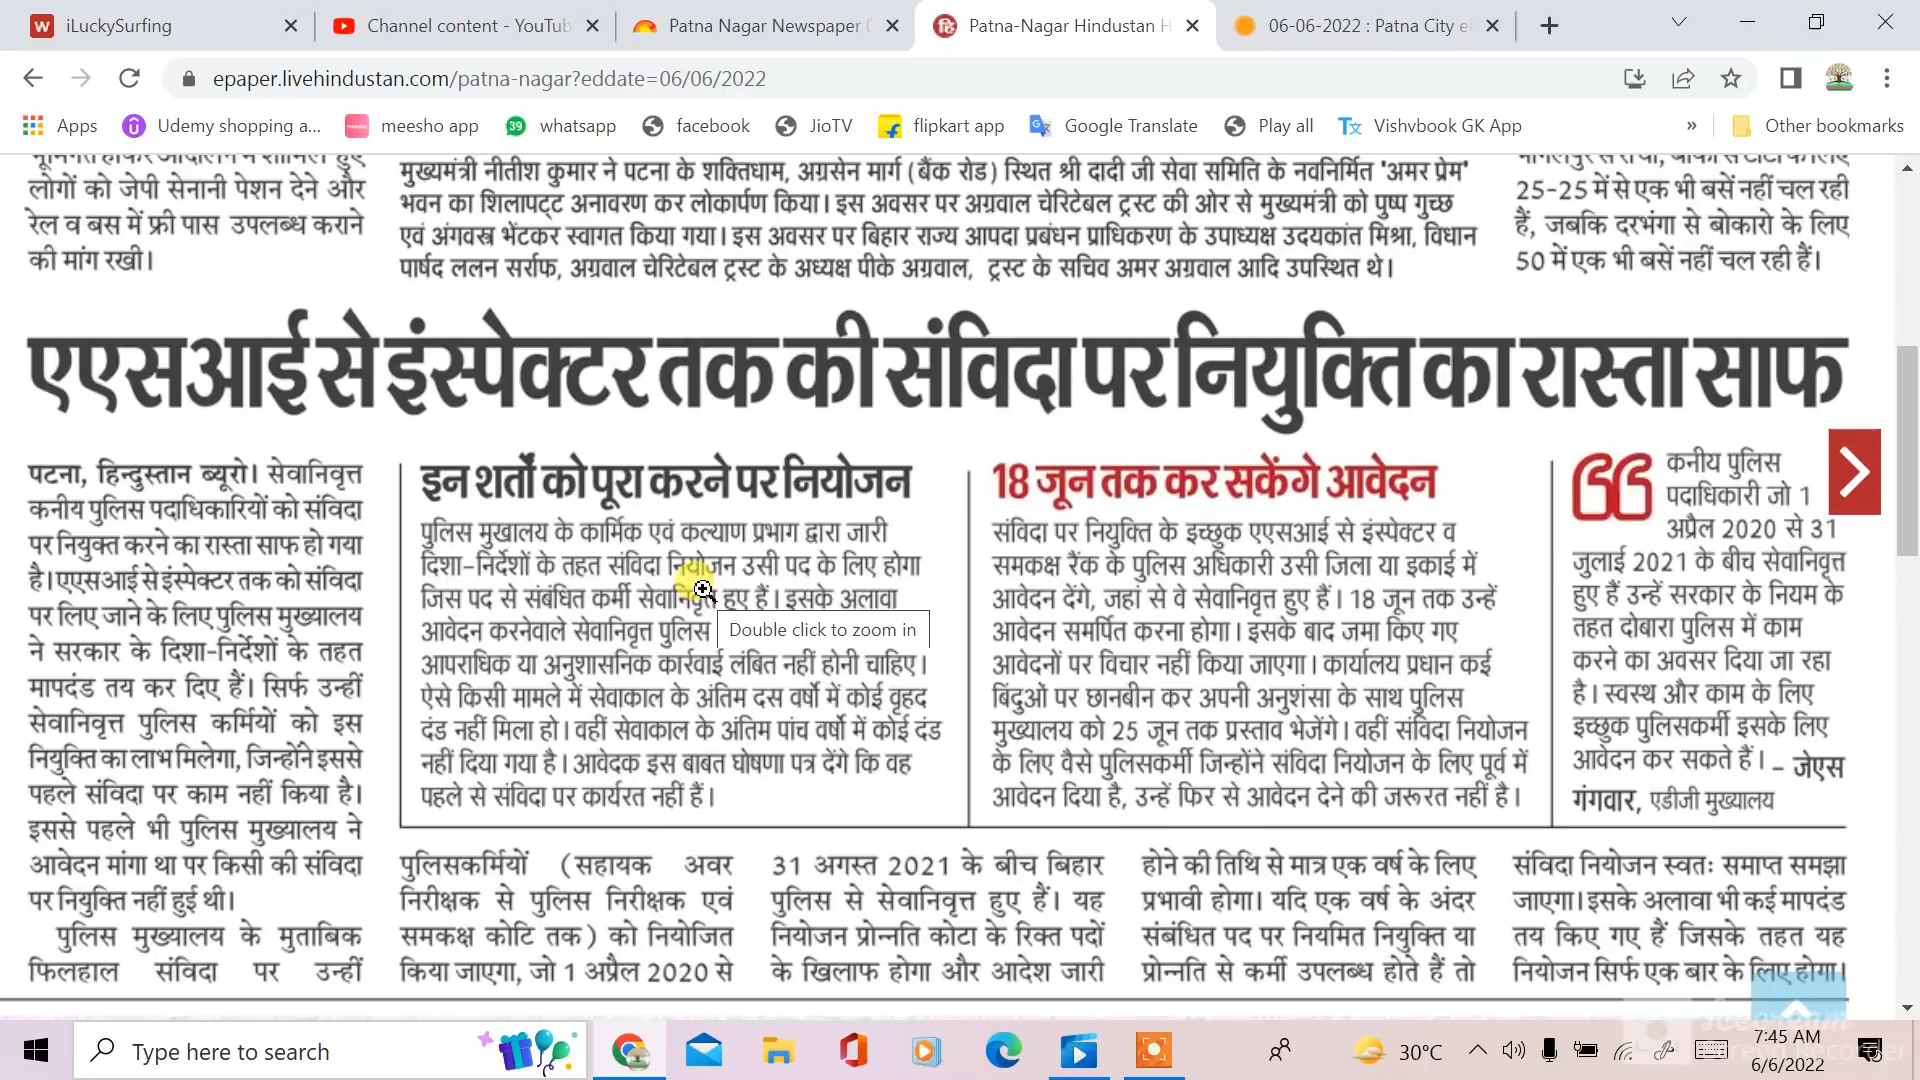 iLuckySurfing
Channel content - YouTub
Patna Nagar Newspaper
Patna-Nagar Hindustan H
06-06-2022 : Patna City e
epaper.livehindustan.com/patna-nagar?eddate=06/06/2022
Apps
Udemy shopping a...
meesho app
39
whatsapp
facebook
JioTV
flipkart app
Google Translate
Play all
Vishvbook GK App
»
Other bookmarks
लोगों को जेपी सेनानी पेशन देने और
रेल व बस में फ्री पास उपलब्ध कराने
की मांग रखी।
मुख्यमंत्री नीतीश कुमार ने पटना के शक्तिधाम, अग्रसेन मार्ग (बैंक रोड) स्थित श्री दादी जी सेवा समिति के नवनिर्मित 'अमर प्रेम'
भवन का शिलापट्ट अनावरण कर लोकार्पण किया। इस अवसर पर अग्रवाल चेरिटेबल ट्रस्ट की ओर से मुख्यमंत्री को पुष्प गुच्छ
एवं अंगवस्त्र भेंटकर स्वागत किया गया। इस अवसर पर बिहार राज्य आपदा प्रबंधन प्राधिकरण के उपाध्यक्ष उदयकांत मिश्रा, विधान
पार्षद ललन सर्राफ, अग्रवाल चेरिटेबल ट्रस्ट के अध्यक्ष पीके अग्रवाल, ट्रस्ट के सचिव अमर अग्रवाल आदि उपस्थित थे।
25-25 में से एक भी बसें नहीं चल रही
हैं, जबकि दरभंगा से बोकारो के लिए
50 में एक भी बसें नहीं चल रही हैं।
एएसआई से इंस्पेक्टर तक की संविदा पर नियुक्ति का रास्ता साफ
पटना, हिन्दुस्तान ब्यूरो। सेवानिवृत्त
कनीय पुलिस पदाधिकारियों को संविदा
पर नियुक्त करने का रास्ता साफ हो गया
है। एएसआई से इंस्पेक्टर तक को संविदा
पर लिए जाने के लिए पुलिस मुख्यालय
ने सरकार के दिशा-निर्देशों के तहत
मापदंड तय कर दिए हैं। सिर्फ उन्हीं
सेवानिवृत्त पुलिस कर्मियों को इस
नियुक्ति का लाभ मिलेगा, जिन्होंने इससे
पहले संविदा पर काम नहीं किया है।
इससे पहले भी पुलिस मुख्यालय ने
आवेदन मांगा था पर किसी की संविदा
पर नियुक्ति नहीं हुई थी।
पुलिस मुख्यालय के मुताबिक
फिलहाल संविदा पर उन्हीं
इन शर्तों को पूरा करने पर नियोजन
पुलिस मुखालय के कार्मिक एवं कल्याण प्रभाग द्वारा जारी
दिशा-निर्देशों के तहत संविदा नियोजन उसी पद के लिए होगा
जिस पद से संबंधित कर्मी सेवानिवृत्त हुए हैं। इसके अलावा
आवेदन करनेवाले सेवानिवृत्त पुलिस
Double click to zoom in
आपराधिक या अनुशासनिक कार्रवाई लंबित नहीं होनी चाहिए।
ऐसे किसी मामले में सेवाकाल के अंतिम दस वर्षो में कोई वृहद
दंड नहीं मिला हो। वहीं सेवाकाल के अंतिम पांच वर्षो में कोई दंड
नहीं दिया गया है। आवेदक इस बाबत घोषणा पत्र देंगे कि वह
पहले से संविदा पर कार्यरत नहीं हैं।
18 जून तक कर सकेंगे आवेदन
संविदा पर नियुक्ति के इच्छुक एएसआई से इंस्पेक्टर व
समकक्ष रैंक के पुलिस अधिकारी उसी जिला या इकाई में
आवेदन देंगे, जहां से वे सेवानिवृत्त हुए हैं। 18 जून तक उन्हें
आवेदन समर्पित करना होगा। इसके बाद जमा किए गए
आवेदनों पर विचार नहीं किया जाएगा। कार्यालय प्रधान कई
बिंदुओं पर छानबीन कर अपनी अनुशंसा के साथ पुलिस
मुख्यालय को 25 जून तक प्रस्ताव भेजेंगे। वहीं संविदा नियोजन
के लिए वैसे पुलिसकर्मी जिन्होंने संविदा नियोजन के लिए पूर्व में
आवेदन दिया है, उन्हें फिर से आवेदन देने की जरूरत नहीं है।
कनीय पुलिस
पदाधिकारी जो 1
अप्रैल 2020 से 31
जुलाई 2021 के बीच सेवानिवृत्त
हुए हैं उन्हें सरकार के नियम के
तहत दोबारा पुलिस में काम
करने का अवसर दिया जा रहा
है। स्वस्थ और काम के लिए
इच्छुक पुलिसकर्मी इसके लिए
आवेदन कर सकते हैं। – जेएस
गंगवार, एडीजी मुख्यालय
पुलिसकर्मियों (सहायक अवर
निरीक्षक से पुलिस निरीक्षक एवं
समकक्ष कोटि तक) को नियोजित
किया जाएगा, जो 1 अप्रैल 2020 से
31 अगस्त 2021 के बीच बिहार
पुलिस से सेवानिवृत्त हुए हैं। यह
नियोजन प्रोन्नति कोटा के रिक्त पदों
के खिलाफ होगा और आदेश जारी
होने की तिथि से मात्र एक वर्ष के लिए
प्रभावी होगा। यदि एक वर्ष के अंदर
संबंधित पद पर नियमित नियुक्ति या
प्रोन्नति से कर्मी उपलब्ध होते हैं तो
संविदा नियोजन स्वतः समाप्त समझा
जाएगा। इसके अलावा भी कई मापदंड
तय किए गए हैं जिसके तहत यह
नियोजन सिर्फ एक बार के लिए होगा।
Type here to search
30°C
7:45 AM
6/6/2022